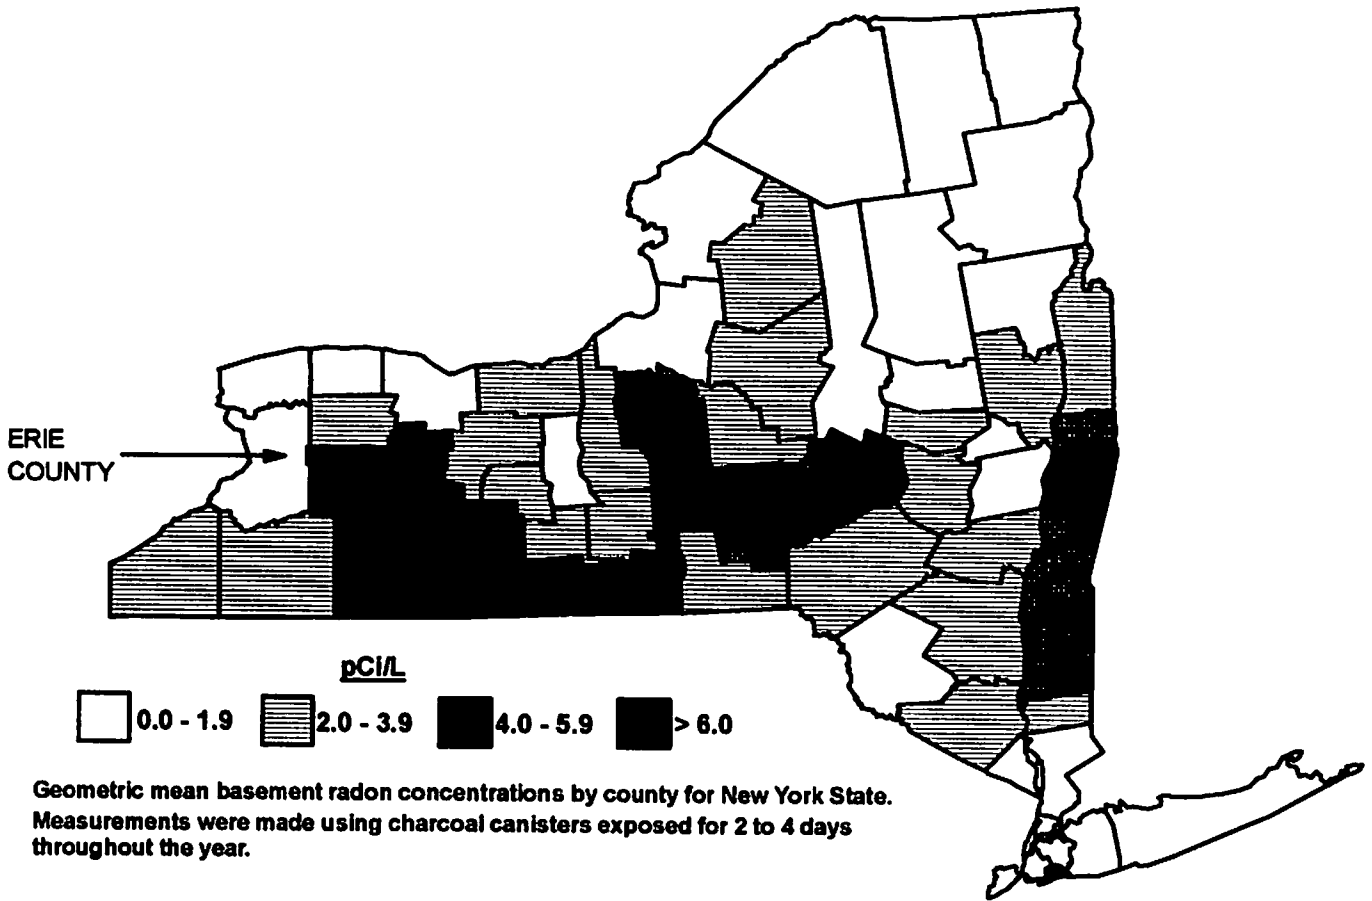 ERIE
COUNTY
pCi/L
0.0 - 1.9 2.0 - 3.9 4.0 - 5.9 > 6.0
Geometric mean basement radon concentrations by county for New York State.
Measurements were made using charcoal canisters exposed for 2 to 4 days
throughout the year.